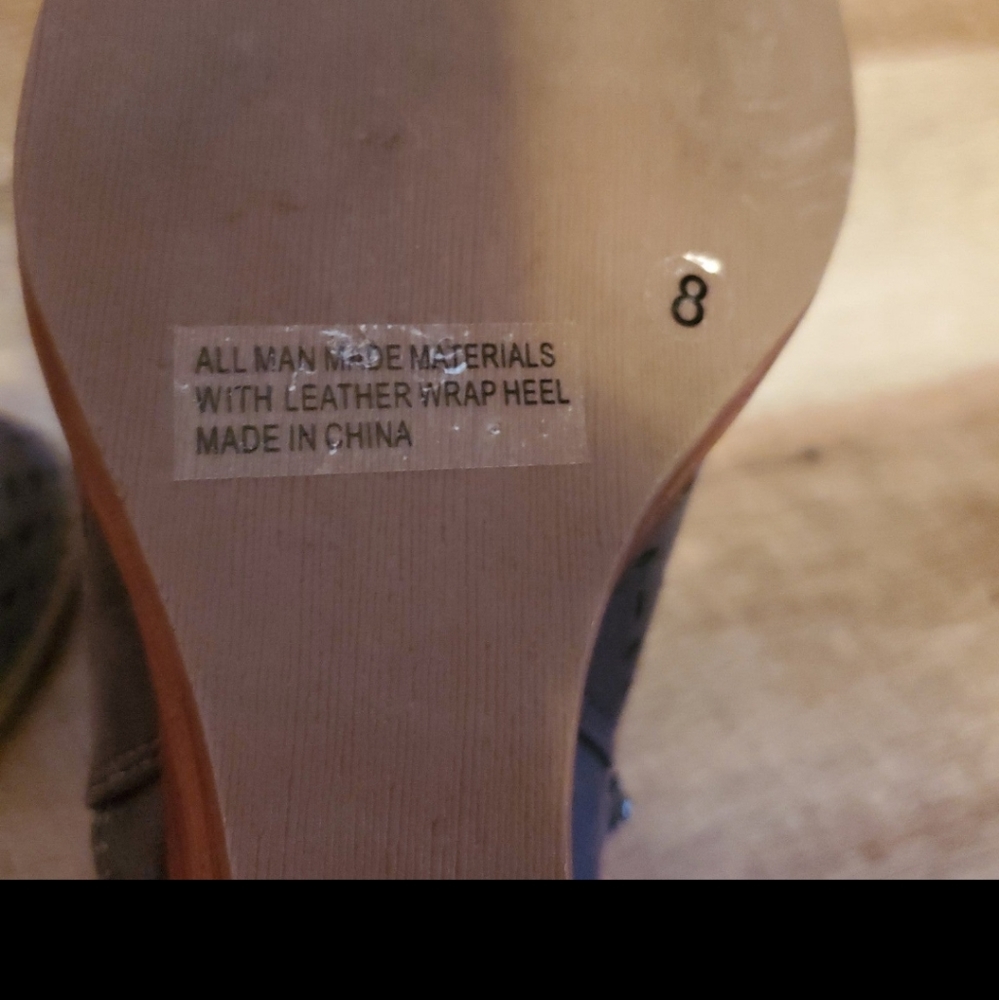 8
ALL MAN MADE MATERIALS
WITH LEATHER WRAP HEEL
MADE IN CHINA